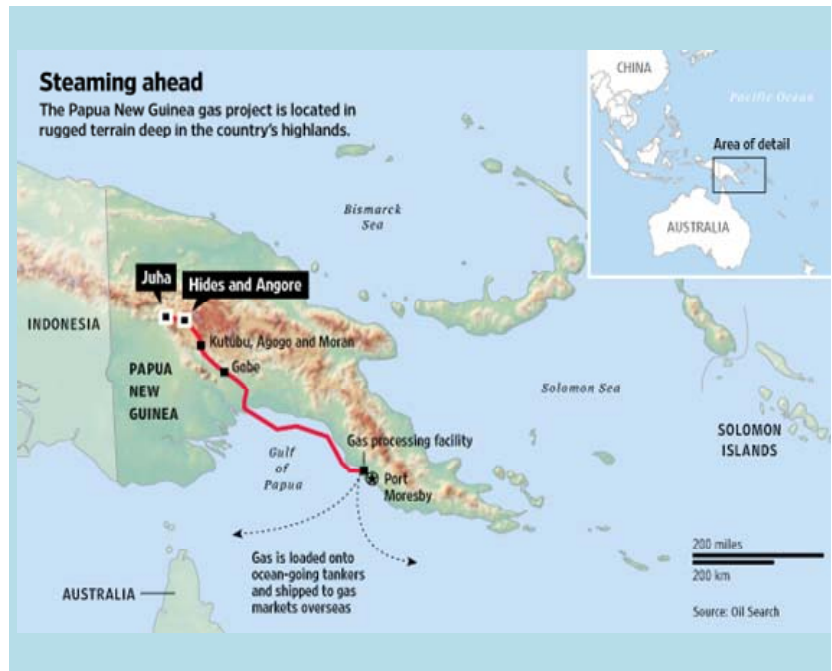 Steaming ahead
The Papua New Guinea gas project is located in
rugged terrain deep in the country's highlands.
CHINA
Pacific Ocean
Area of detail
AUSTRALIA
Bismarck
Sea
Juha
Hides and Angore
INDONESIA
Kutubu, Agogo and Moran
PAPUA
NEW
GUINEA
Gobe
Solomon Sea
SOLOMON
ISLANDS
Gas processing facility
Gulf
of
Papua
Port
Moresby
Gas is loaded onto
ocean-going tankers
and shipped to gas
markets overseas
AUSTRALIA
200 miles
200 km
Source: Oil Search